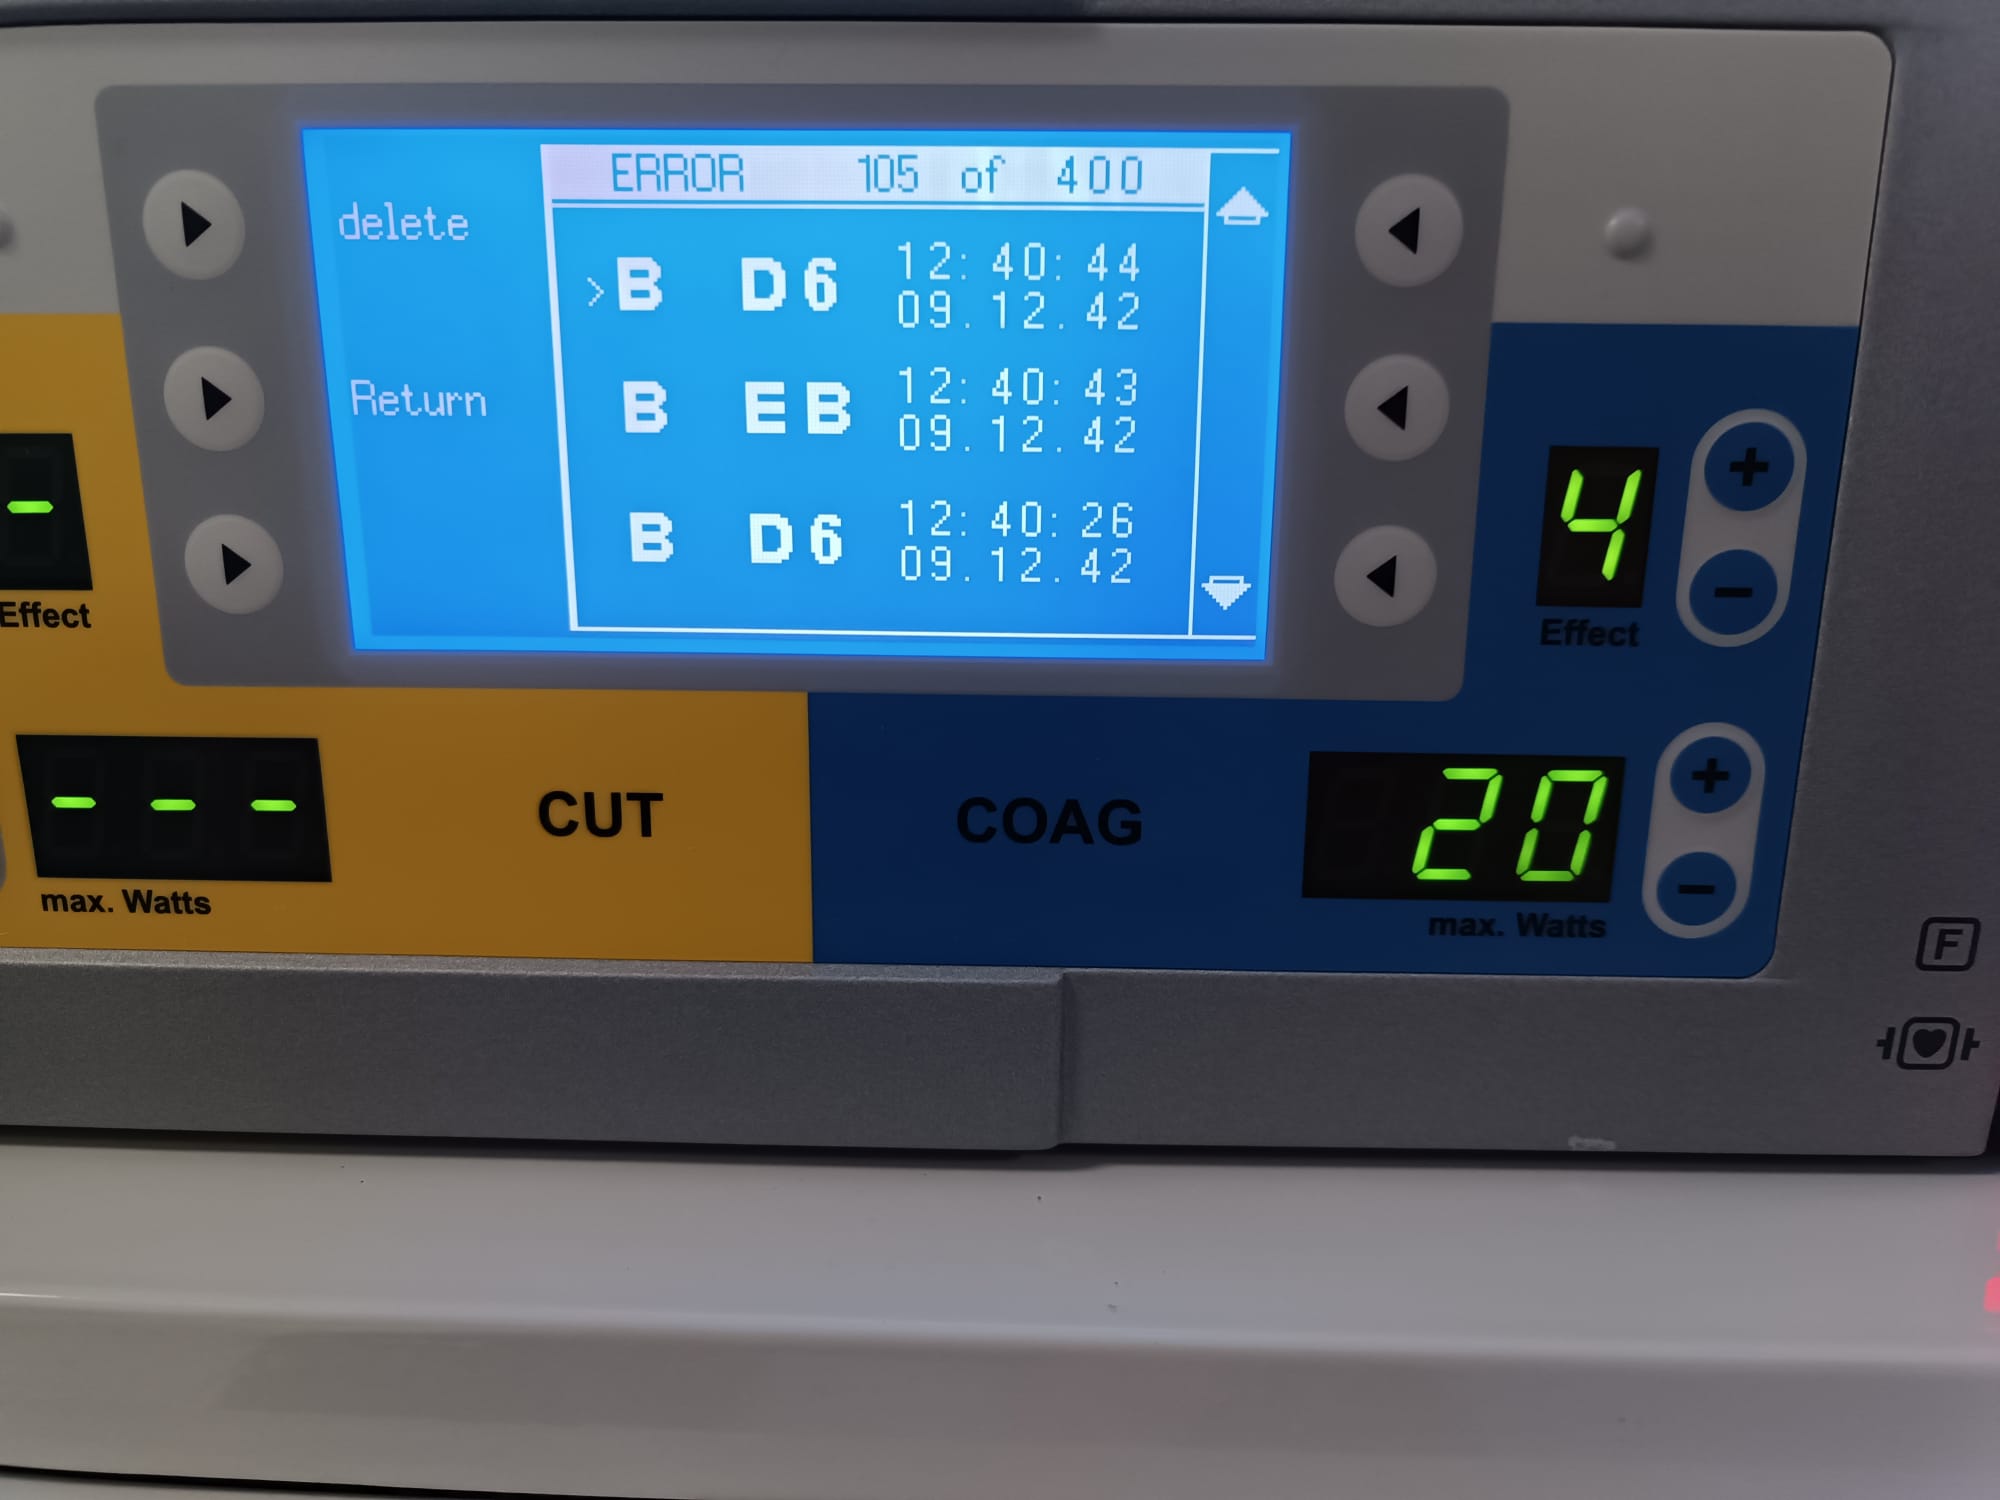 ERROR 105 of 400
delete
>B D6 12:40:44
09.12.42
Return
B EB 12:40:43
09.12.42
B D6 12:40:26
09.12.42
-
Effect
4
+
-
Effect
---
max. Watts
CUT
COAG
20
+
-
max. Watts
F